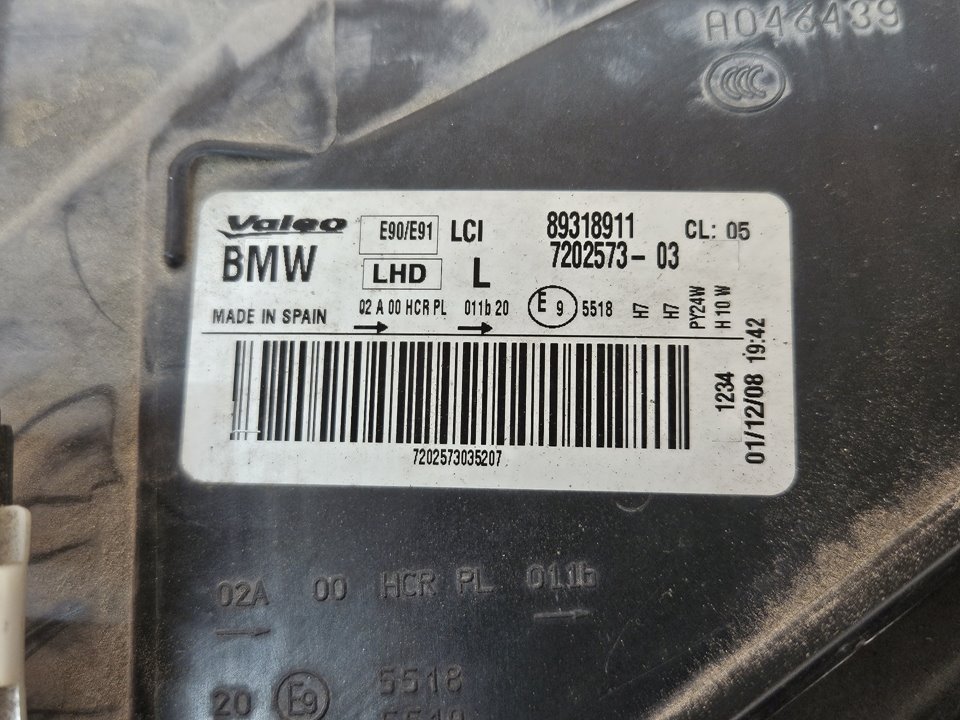 A046439
CCC
Valeo E90/E91 LCI 89318911 CL: 05
BMW LHD L 7202573- 03
MADE IN SPAIN 02 A 00 HCR PL 011b 20 E 9 5518 H7 H7 PY24W H 10 W
1234
01/12/08 19:42
7202573035207
02A 00 HCR PL 011b
20 E9 5518